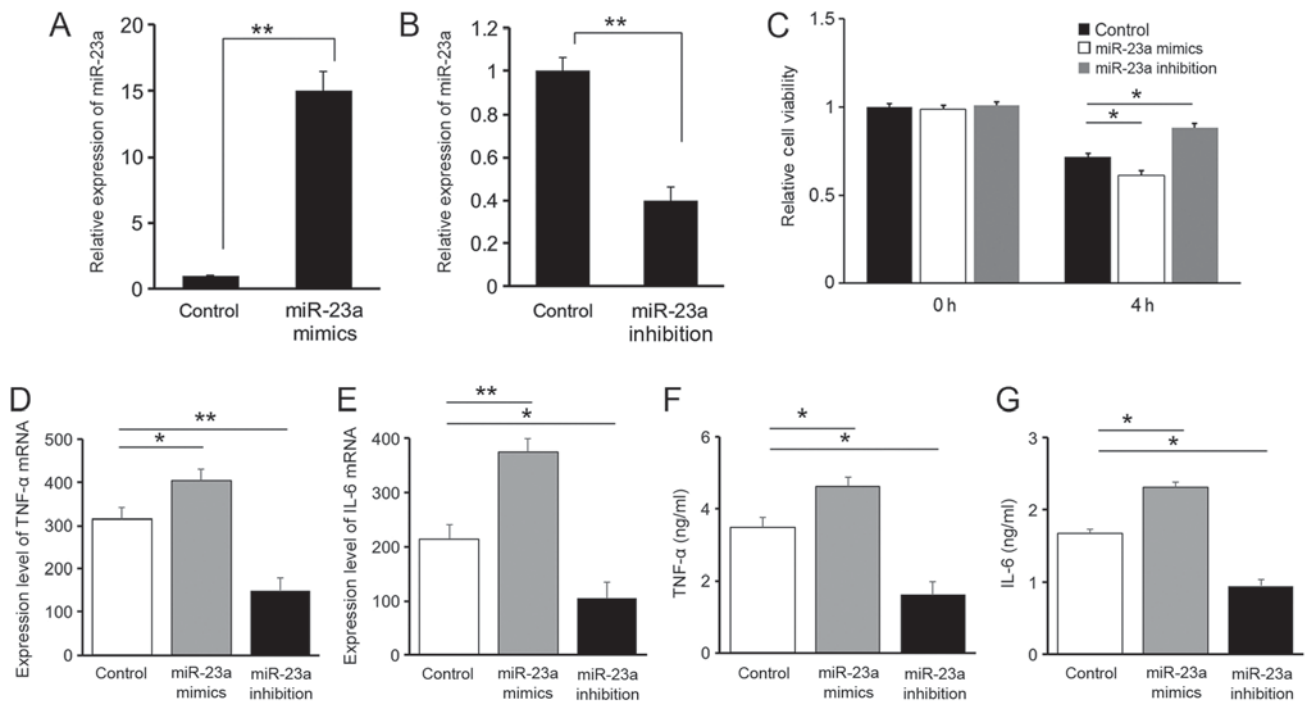 A
Relative expression of miR-23a
20
15
10
5
0
**
Control
miR-23a
mimics
B
Relative expression of miR-23a
1.2
1
0.8
0.6
0.4
0.2
0
**
Control
miR-23a
inhibition
C
Relative cell viability
1.5
1
0.5
0
Control
miR-23a mimics
miR-23a inhibition
*
*
0 h
4 h
D
Expression level of TNF-α mRNA
500
400
300
200
100
0
**
*
Control
miR-23a
mimics
miR-23a
inhibition
E
Expression level of IL-6 mRNA
400
300
200
100
0
**
*
Control
miR-23a
mimics
miR-23a
inhibition
F
TNF-α (ng/ml)
6
4
2
0
*
*
Control
miR-23a
mimics
miR-23a
inhibition
G
IL-6 (ng/ml)
3
2
1
0
*
*
Control
miR-23a
mimics
miR-23a
inhibition